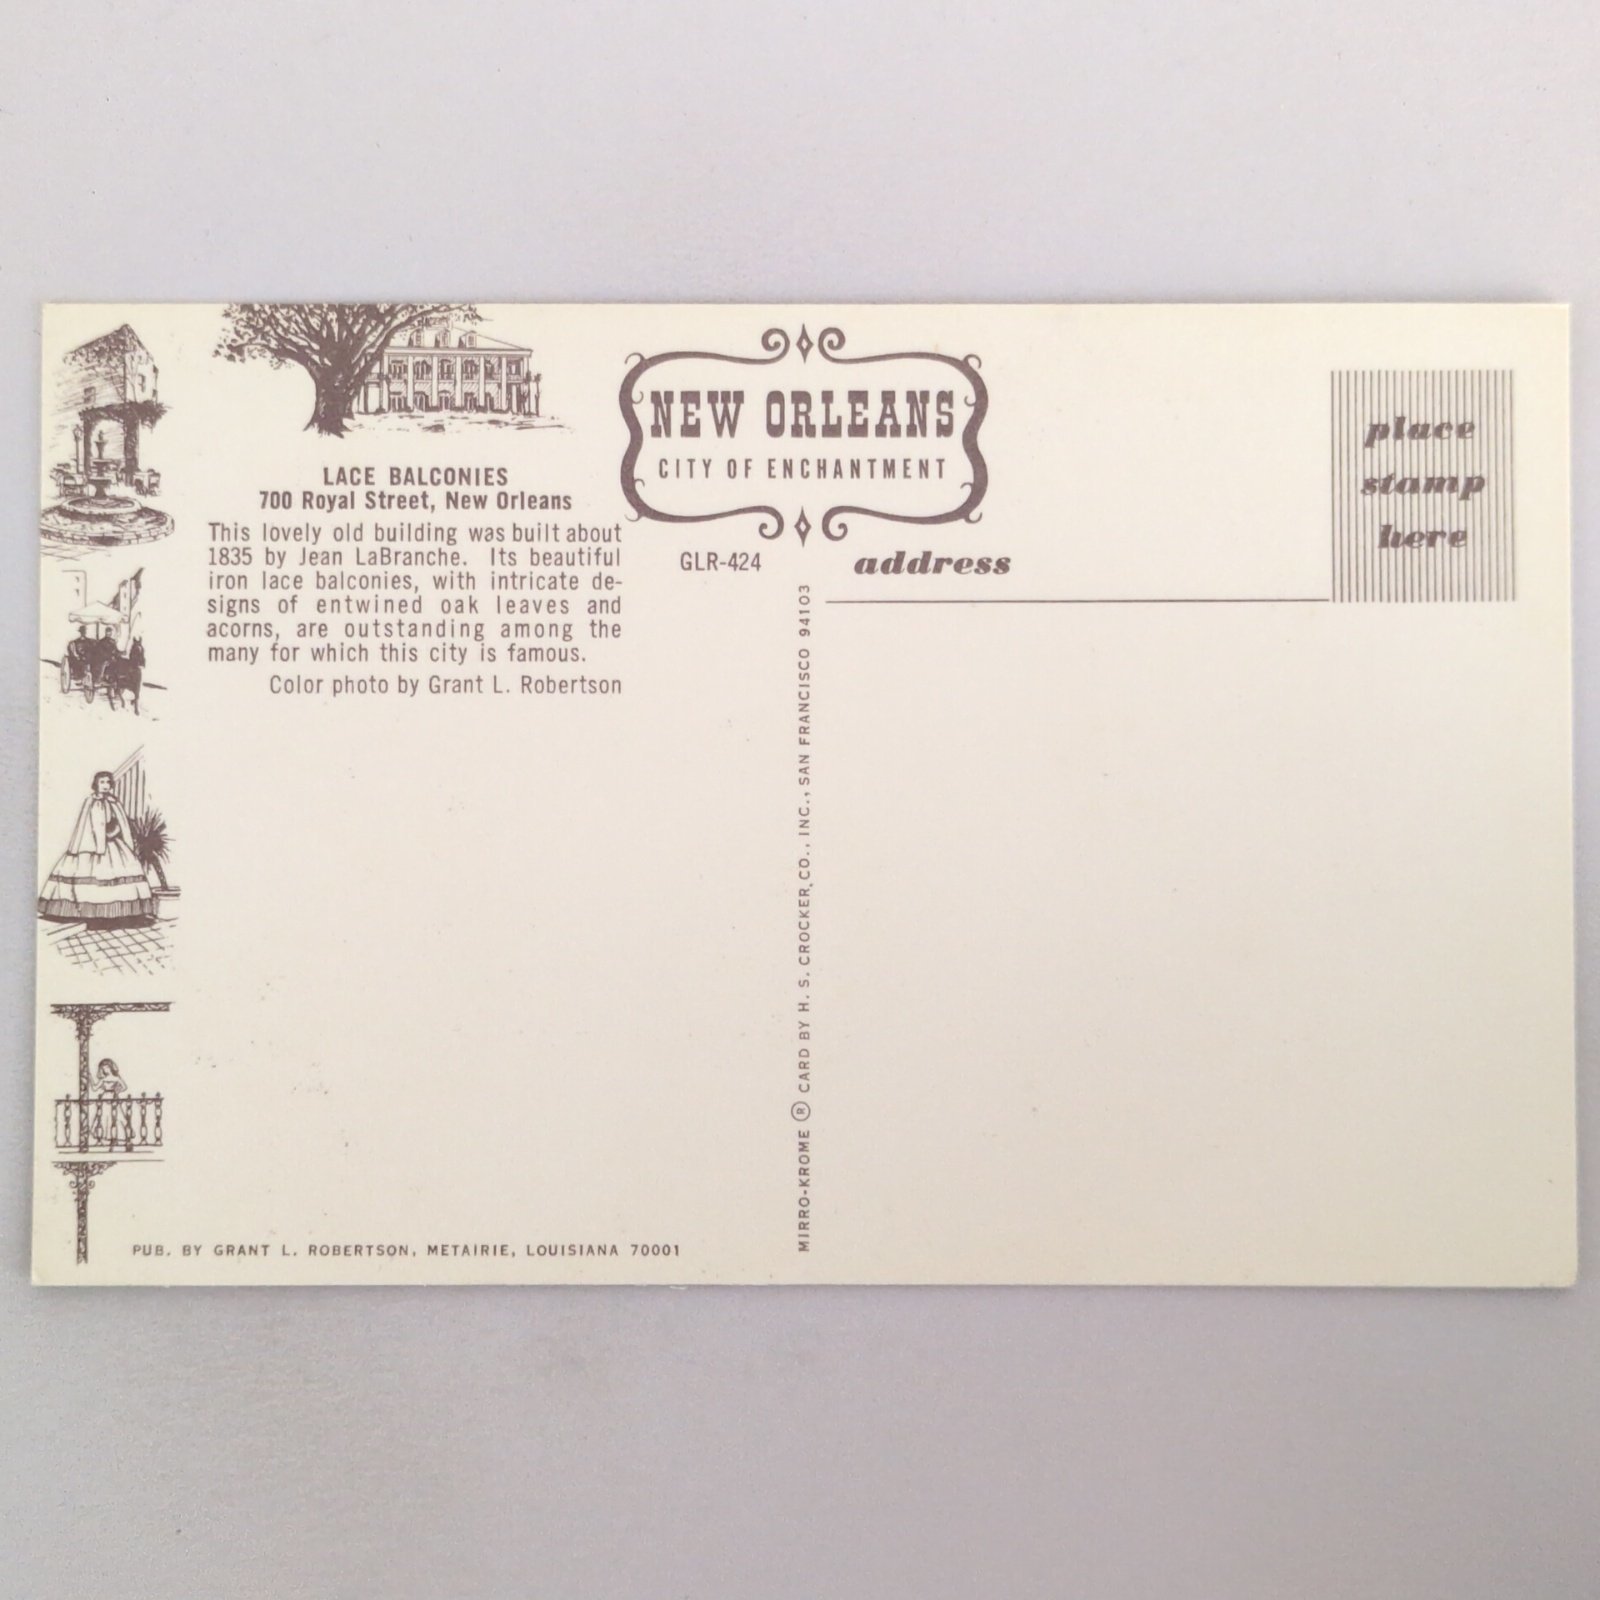 LACE BALCONIES
700 Royal Street, New Orleans
This lovely old building was built about
1835 by Jean LaBranche. Its beautiful
iron lace balconies, with intricate de-
signs of entwined oak leaves and
acorns, are outstanding among the
many for which this city is famous.
Color photo by Grant L. Robertson
PUB. BY GRANT L. ROBERTSON, METAIRIE, LOUISIANA 70001
NEW ORLEANS
CITY OF ENCHANTMENT
GLR-424
MIRRO-KROME ® CARD BY H. S. CROCKER CO., INC., SAN FRANCISCO 94103
address
place
stamp
here